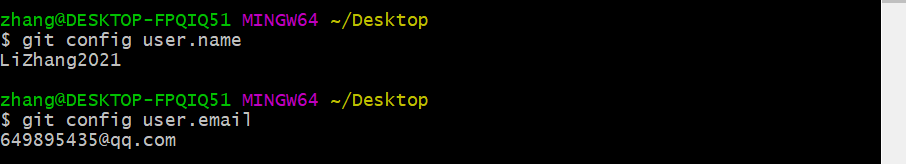 zhang@DESKTOP-FPQIQ51 MINGW64 ~/Desktop
$ git config user.name
LiZhang2021
zhang@DESKTOP-FPQIQ51 MINGW64 ~/Desktop
$ git config user.email
649895435@qq.com